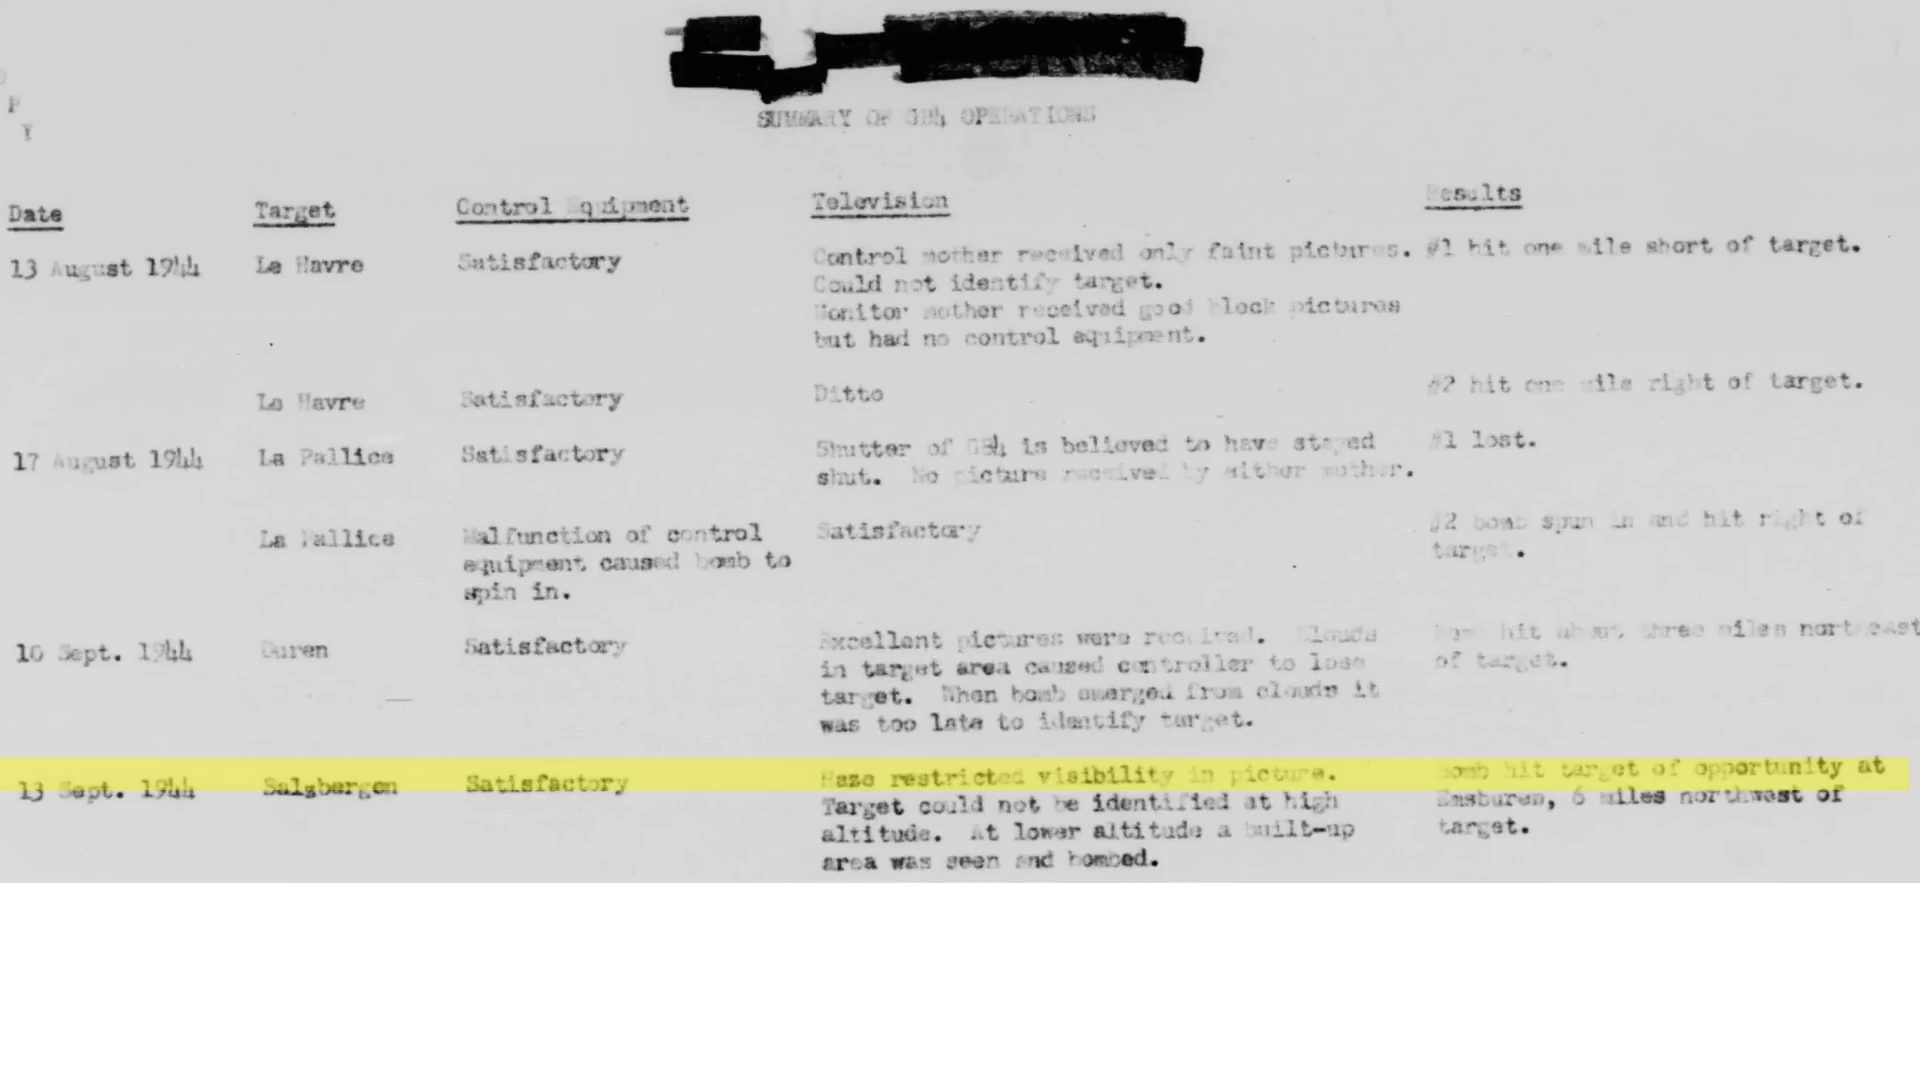 P
Y
SUMMARY OF GB4 OPERATIONS
Date Target Control Equipment Television Results
13 August 1944 Le Havre Satisfactory Control mother received only faint pictures. #1 hit one mile short of target.
Could not identify target.
Monitor mother received good block pictures
but had no control equipment.
Le Havre Satisfactory Ditto #2 hit one mile right of target.
17 August 1944 La Pallice Satisfactory Shutter of GB4 is believed to have stayed #1 lost.
shut. No picture received by either mother.
La Pallice Malfunction of control Satisfactory #2 bomb spun in and hit right of
equipment caused bomb to target.
spin in.
10 Sept. 1944 Duren Satisfactory Excellent pictures were received. Clouds Bomb hit about three miles northeast
in target area caused controller to lose of target.
target. When bomb emerged from clouds it
was too late to identify target.
13 Sept. 1944 Salzbergen Satisfactory Haze restricted visibility in picture. Bomb hit target of opportunity at
Target could not be identified at high Emsburen, 6 miles northwest of
altitude. At lower altitude a built-up target.
area was seen and bombed.